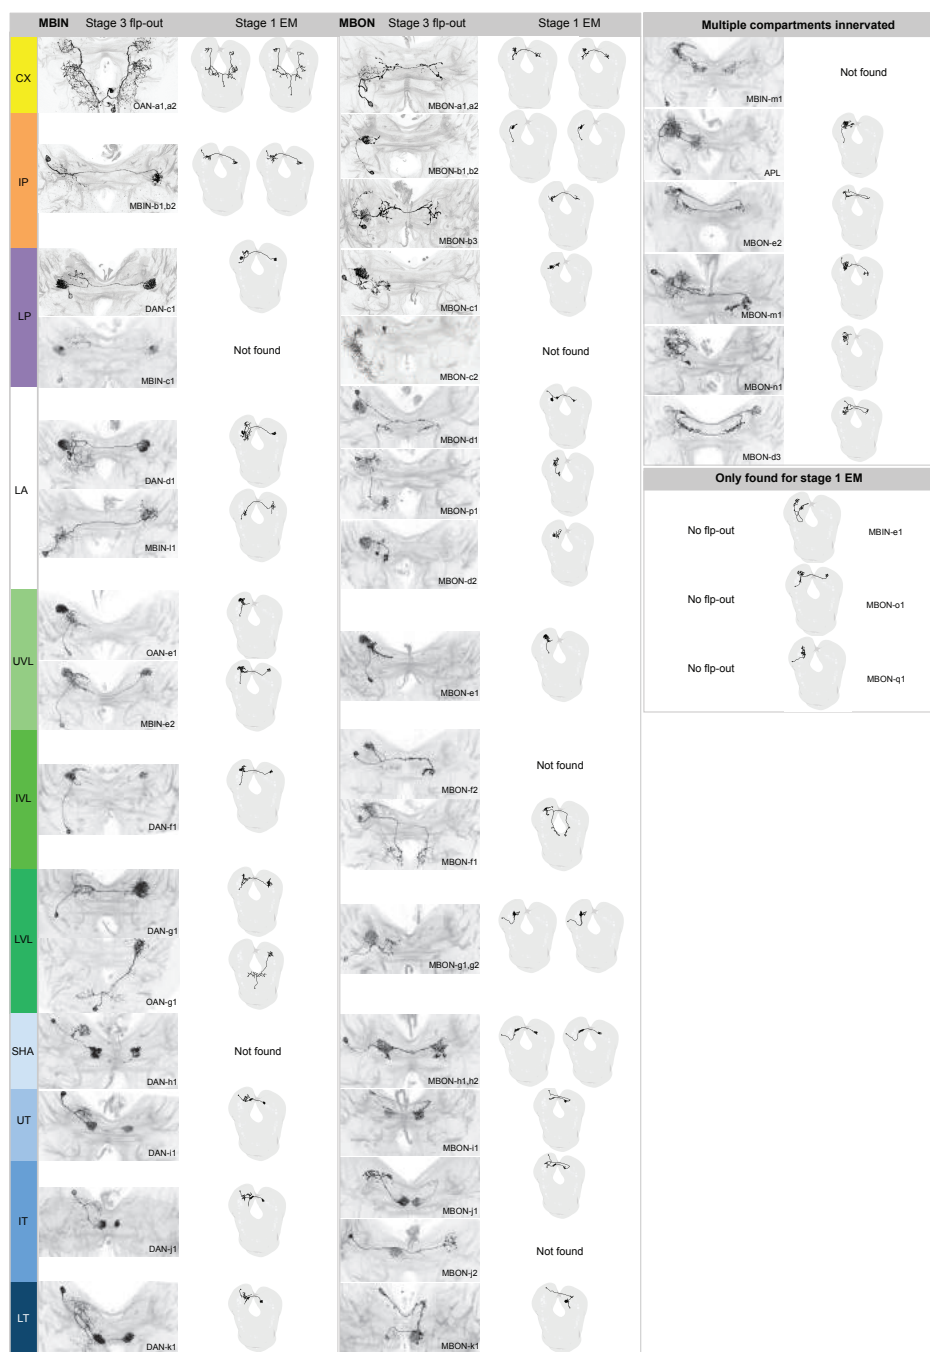 MBIN Stage 3 flp-out Stage 1 EM MBON Stage 3 flp-out Stage 1 EM
CX
OAN-a1,a2
MBON-a1,a2
IP
MBIN-b1,b2
MBON-b1,b2
MBON-b3
LP
DAN-c1
MBON-c1
MBIN-c1
Not found
MBON-c2
Not found
LA
DAN-d1
MBON-d1
MBIN-l1
MBON-p1
MBON-d2
UVL
OAN-e1
MBIN-e2
MBON-e1
IVL
DAN-f1
MBON-f2
Not found
MBON-f1
LVL
DAN-g1
OAN-g1
MBON-g1,g2
SHA
DAN-h1
Not found
MBON-h1,h2
UT
DAN-i1
MBON-i1
IT
DAN-j1
MBON-j1
MBON-j2
Not found
LT
DAN-k1
MBON-k1
Multiple compartments innervated
MBIN-m1
Not found
APL
MBON-e2
MBON-m1
MBON-n1
MBON-d3
Only found for stage 1 EM
No flp-out MBIN-e1
No flp-out MBON-o1
No flp-out MBON-q1